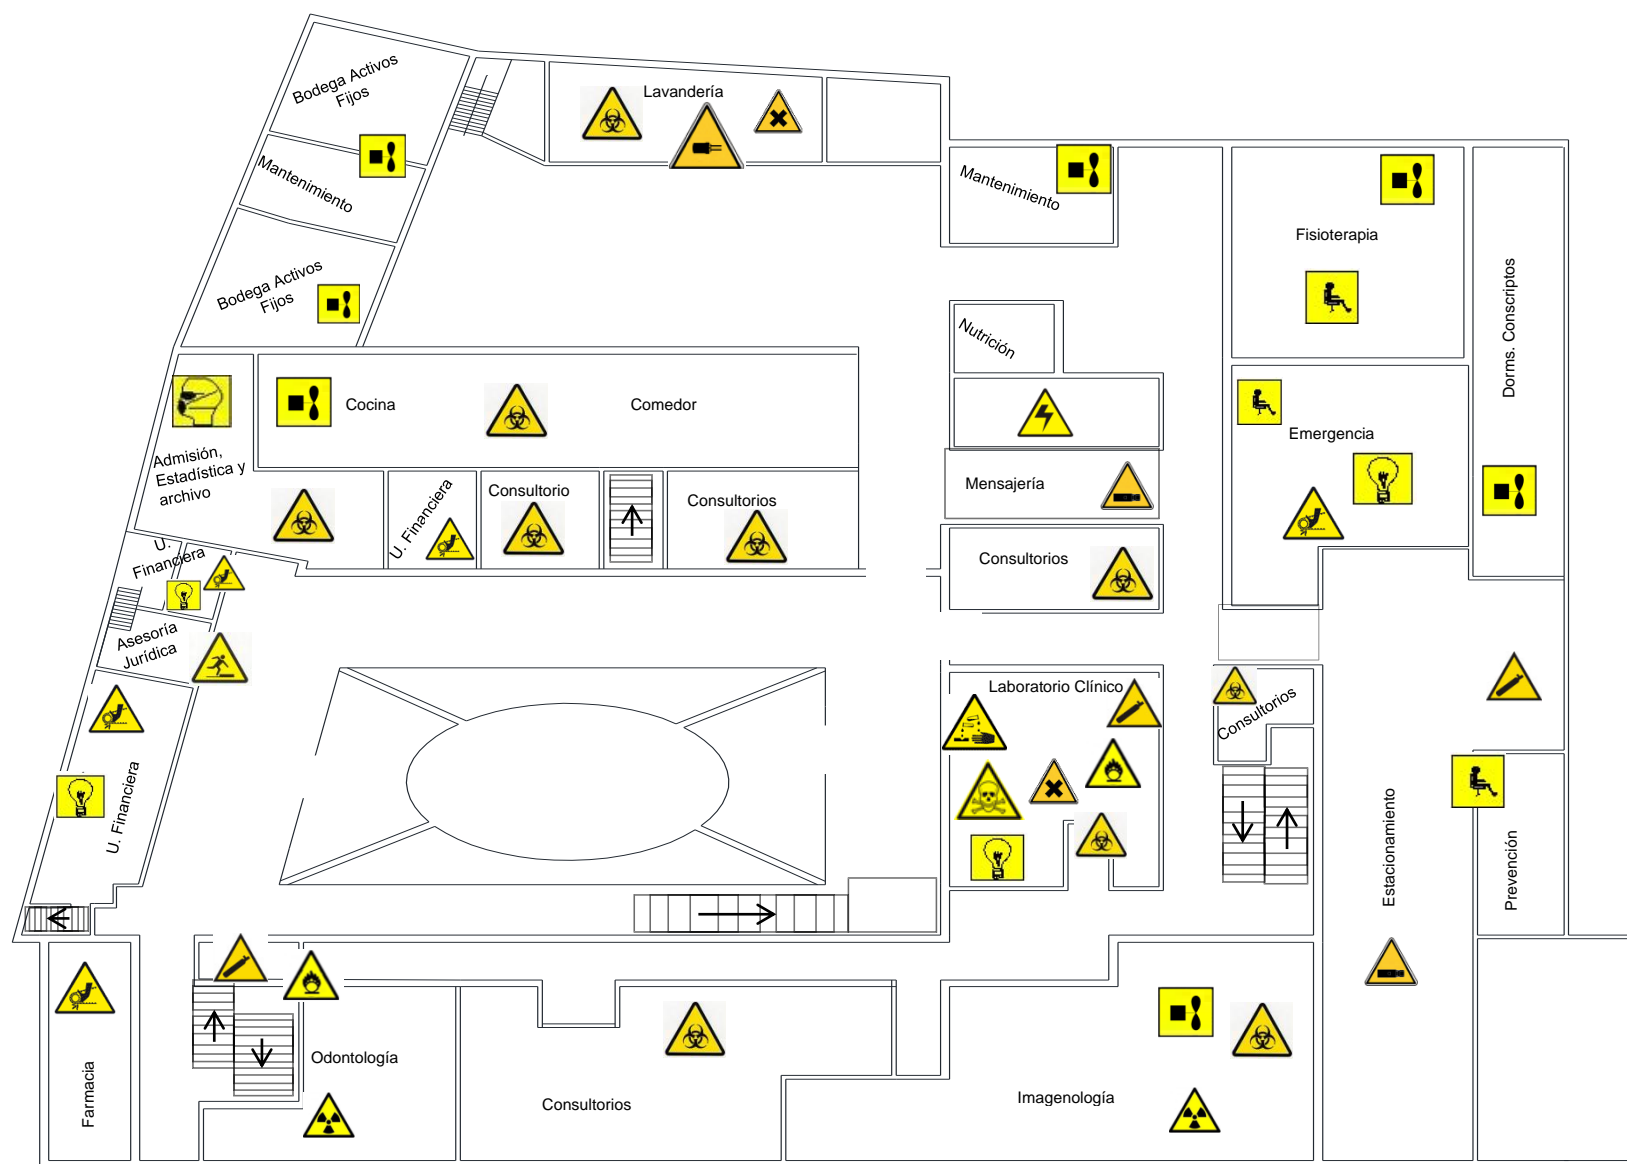 Bodega Activos
Fijos
Lavandería
Mantenimiento
Mantenimiento
Fisioterapia
Bodega Activos
Fijos
Dorms. Conscriptos
Nutrición
Cocina
Comedor
Emergencia
Admisión,
Estadística y
archivo
U. Financiera
Consultorio
Consultorios
Mensajería
U.
Financiera
Consultorios
Asesoría
Jurídica
Laboratorio Clínico
Consultorios
U. Financiera
Estacionamiento
Prevención
Farmacia
Odontología
Consultorios
Imagenología